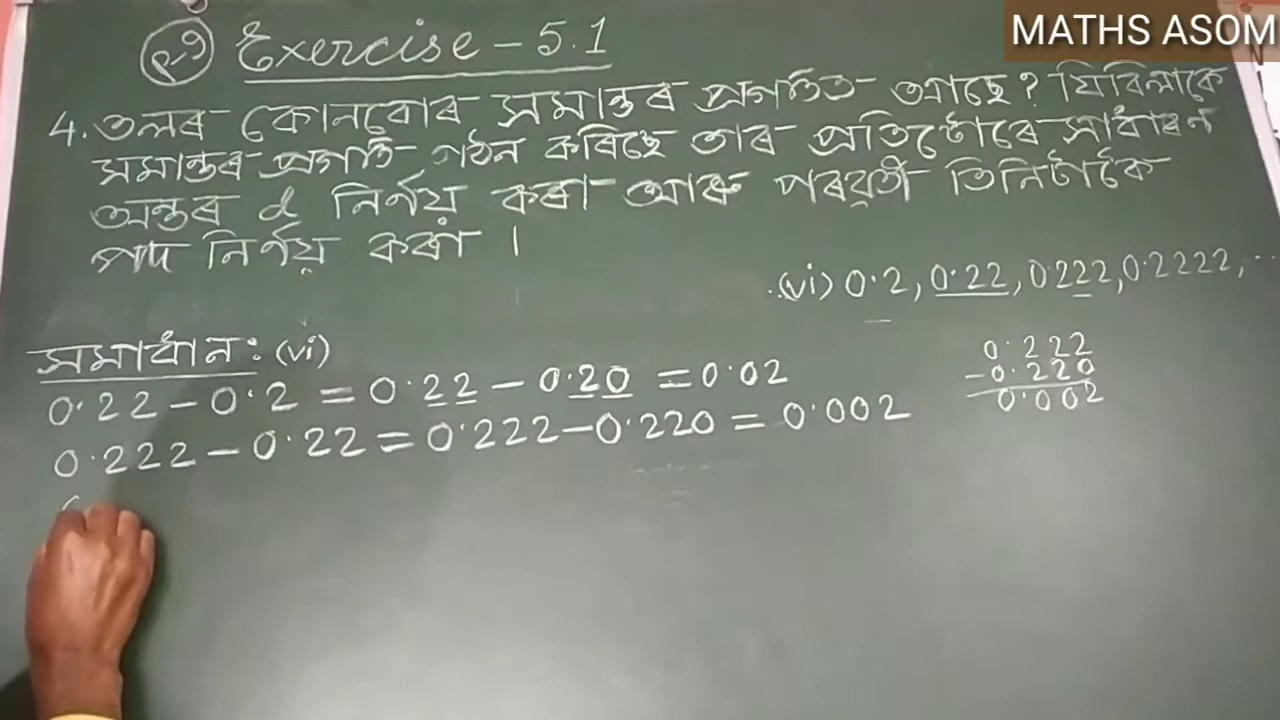 MATHS ASOM
Q-9 Exercise - 5.1
4. তলৰ কোনবোৰ সমান্তৰ প্ৰগতিত আছে? যিবিলাকে
সমান্তৰ প্ৰগতি গঠন কৰিছে তাৰ প্ৰতিটোৰে সাধাৰণ
অন্তৰ d নিৰ্ণয় কৰা আৰু পৰৱৰ্তী তিনিটাকৈ
পদ নিৰ্ণয় কৰা ।
(vi) 0.2, 0.22, 0.222, 0.2222, ...
সমাধান: (vi)
0.22 - 0.2 = 0.22 - 0.20 = 0.02
0.222 - 0.22 = 0.222 - 0.220 = 0.002
0.222
-0.220
0.002